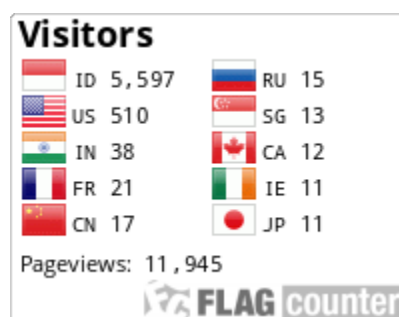 Visitors
ID 5,597
US 510
IN 38
FR 21
CN 17
RU 15
SG 13
CA 12
IE 11
JP 11
Pageviews: 11,945
FC FLAG counter